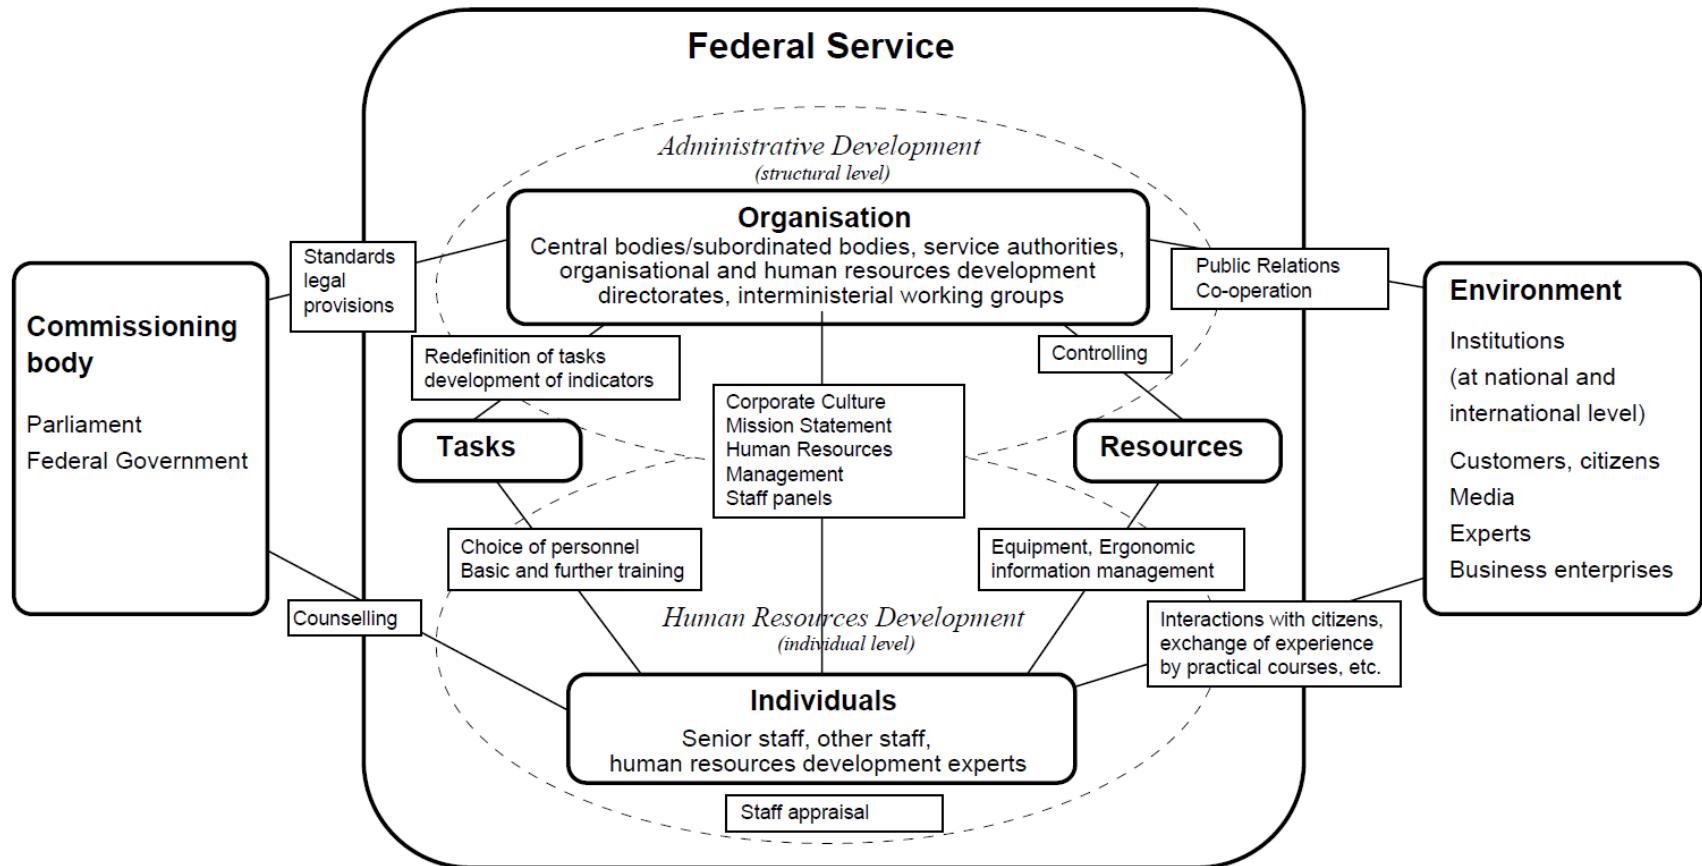 Federal Service
Administrative Development
(structural level)
Organisation
Central bodies/subordinated bodies, service authorities,
organisational and human resources development
directorates, interministerial working groups
Standards
legal
provisions
Public Relations
Co-operation
Commissioning
body
Parliament
Federal Government
Environment
Institutions
(at national and
international level)
Customers, citizens
Media
Experts
Business enterprises
Redefinition of tasks
development of indicators
Controlling
Corporate Culture
Mission Statement
Human Resources
Management
Staff panels
Tasks
Resources
Choice of personnel
Basic and further training
Equipment, Ergonomic
information management
Counselling
Human Resources Development
(individual level)
Interactions with citizens,
exchange of experience
by practical courses, etc.
Individuals
Senior staff, other staff,
human resources development experts
Staff appraisal